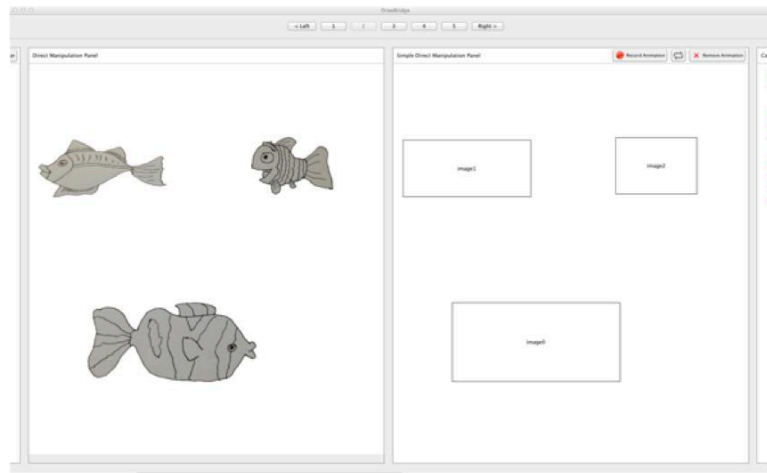 DrawBridge
< Left 1 2 3 4 5 Right >
Direct Manipulation Panel
Simple Direct Manipulation Panel Record Animation Remove Animation
image1
image2
image0